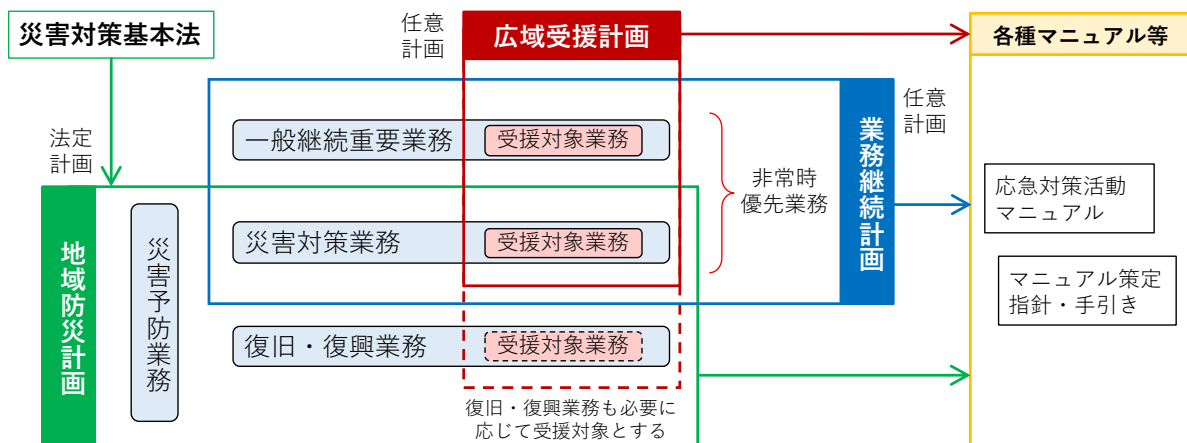 災害対策基本法
任意
計画
広域受援計画
各種マニュアル等
任意
計画
法定
計画
一般継続重要業務
受援対象業務
非常時
優先業務
業務継続計画
応急対策活動
マニュアル
地域防災計画
災害予防業務
災害対策業務
受援対象業務
マニュアル策定
指針・手引き
復旧・復興業務
受援対象業務
復旧・復興業務も必要に
応じて受援対象とする